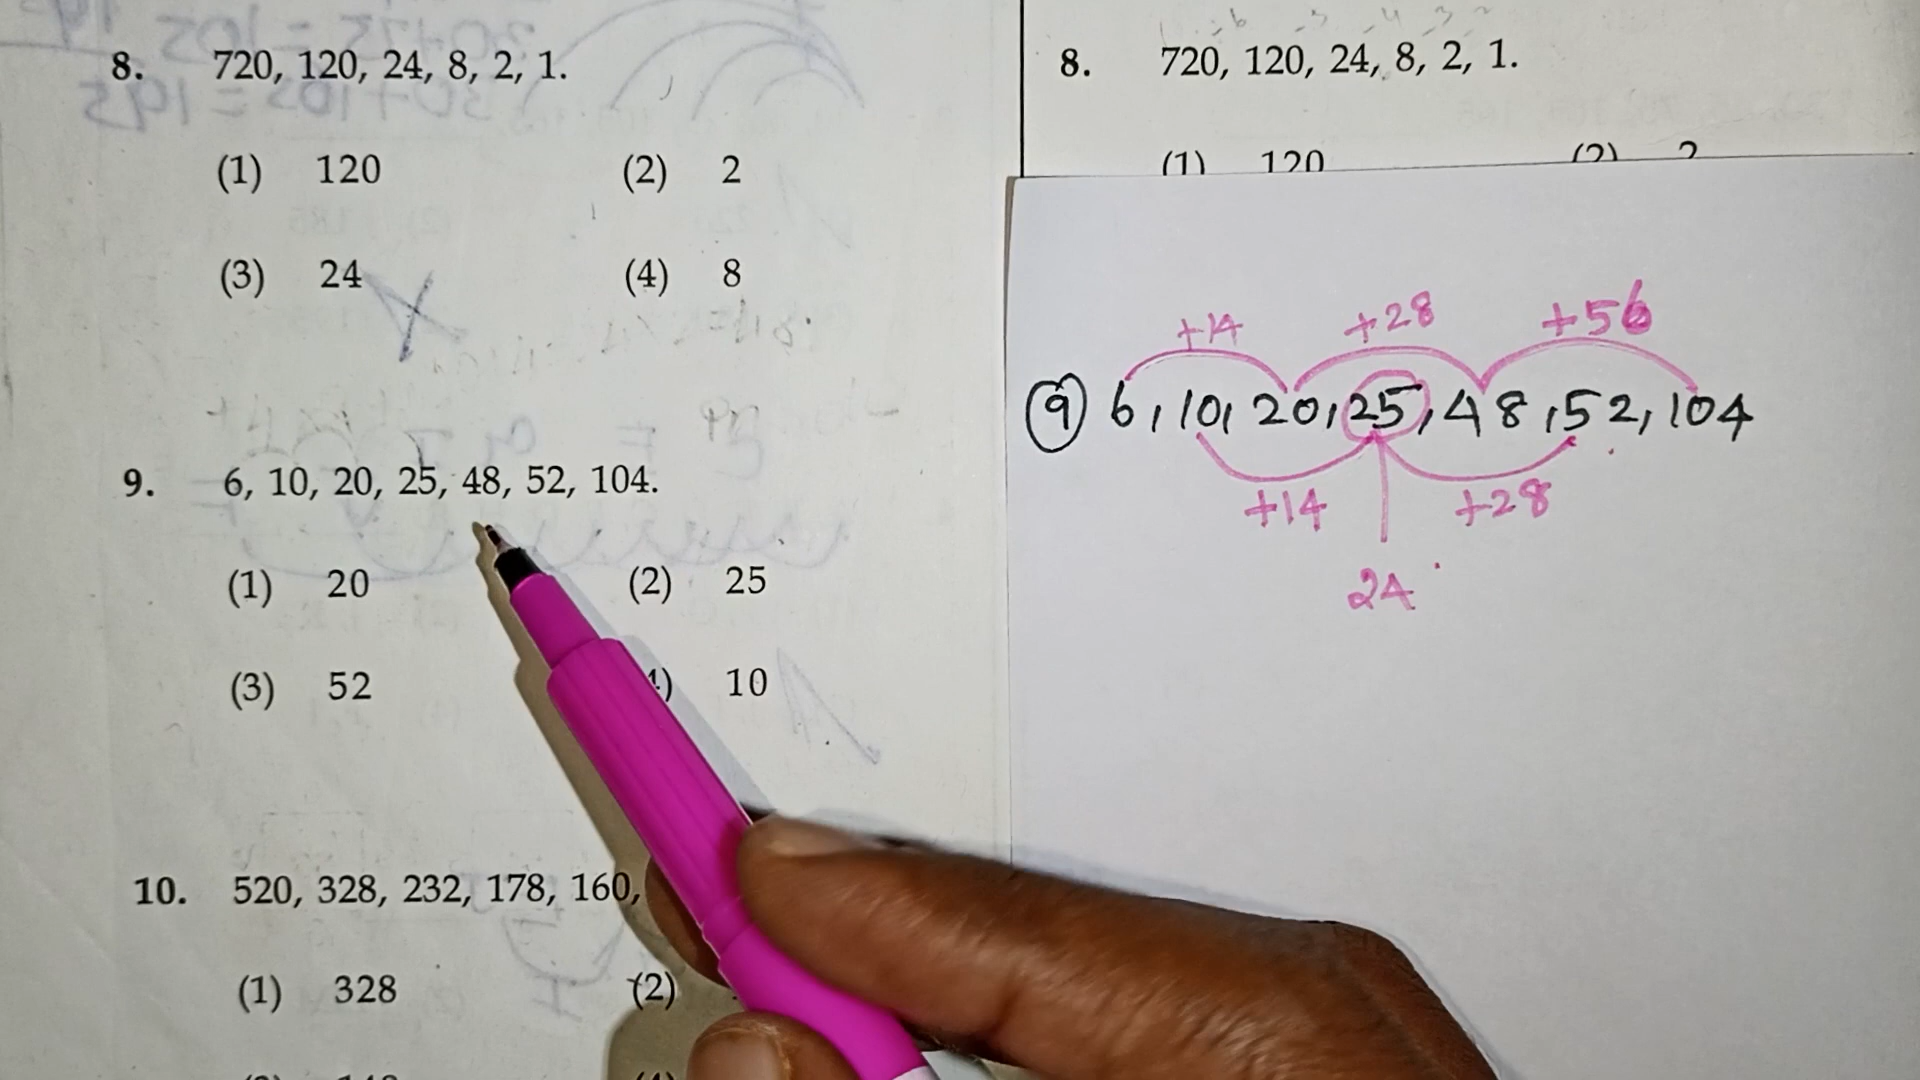 8. 720, 120, 24, 8, 2, 1.
(1) 120 (2) 2
(3) 24 (4) 8
9. 6, 10, 20, 25, 48, 52, 104.
(1) 20 (2) 25
(3) 52 10
10. 520, 328, 232, 178, 160,
(1) 328 (2)
8. 720, 120, 24, 8, 2, 1.
(1) 120 (2) 2
+14 +28 +56
9 6, 10, 20, 25, 48, 52, 104
+14 +28
24